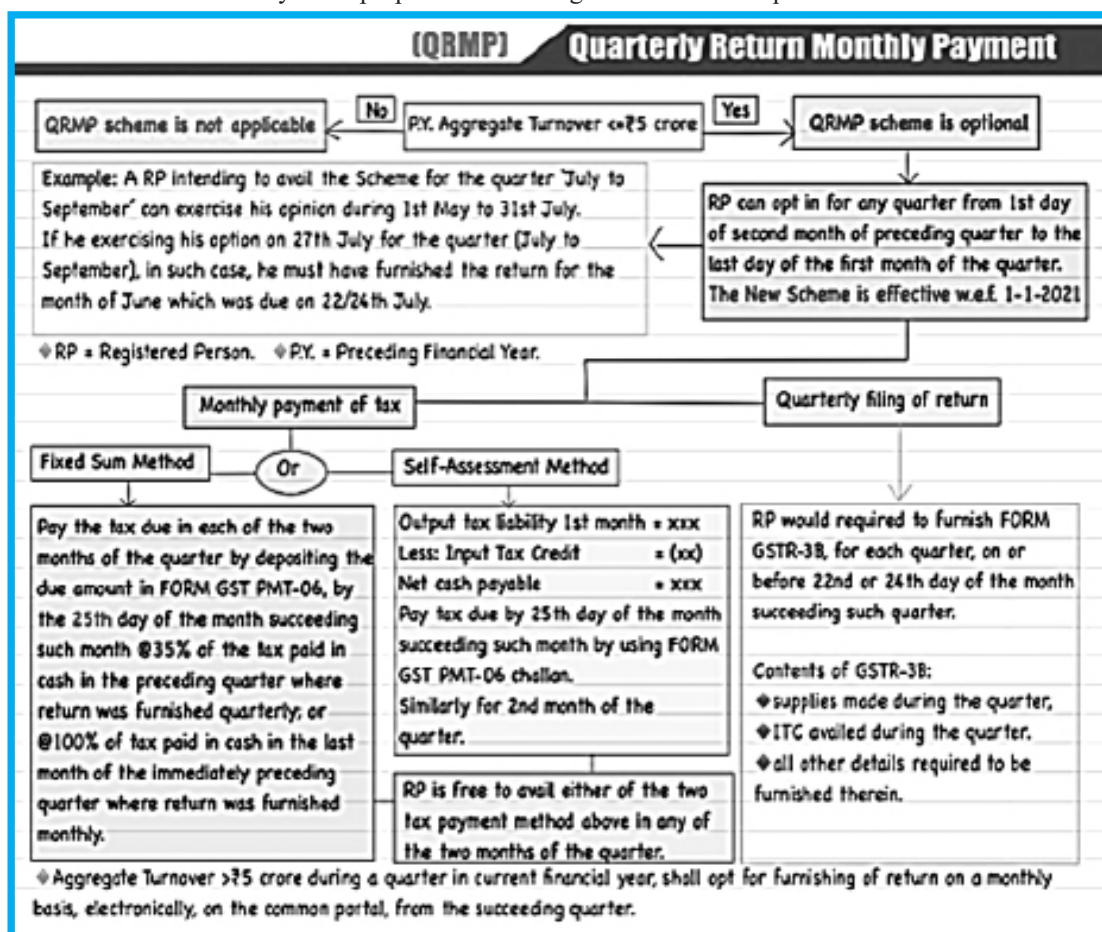 (QRMP) Quarterly Return Monthly Payment
QRMP scheme is not applicable
No
P.Y. Aggregate Turnover <=₹5 crore
Yes
QRMP scheme is optional
Example: A RP intending to avail the Scheme for the quarter 'July to
September' can exercise his opinion during 1st May to 31st July.
If he exercising his option on 27th July for the quarter (July to
September), in such case, he must have furnished the return for the
month of June which was due on 22/24th July.
RP can opt in for any quarter from 1st day
of second month of preceding quarter to the
last day of the first month of the quarter.
The New Scheme is effective w.e.f. 1-1-2021
◆RP = Registered Person. ◆P.Y. = Preceding Financial Year.
Monthly payment of tax
Quarterly filing of return
Fixed Sum Method
Or
Self-Assessment Method
Pay the tax due in each of the two
months of the quarter by depositing the
due amount in FORM GST PMT-06, by
the 25th day of the month succeeding
such month @35% of the tax paid in
cash in the preceding quarter where
return was furnished quarterly; or
@100% of tax paid in cash in the last
month of the immediately preceding
quarter where return was furnished
monthly.
Output tax liability 1st month = xxx
Less: Input Tax Credit = (xx)
Net cash payable = xxx
Pay tax due by 25th day of the month
succeeding such month by using FORM
GST PMT-06 challan.
Similarly for 2nd month of the
quarter.
RP is free to avail either of the two
tax payment method above in any of
the two months of the quarter.
RP would required to furnish FORM
GSTR-3B, for each quarter, on or
before 22nd or 24th day of the month
succeeding such quarter.
Contents of GSTR-3B:
◆supplies made during the quarter,
◆ITC availed during the quarter,
◆all other details required to be
furnished therein.
◆Aggregate Turnover >₹5 crore during a quarter in current financial year, shall opt for furnishing of return on a monthly
basis, electronically, on the common portal, from the succeeding quarter.